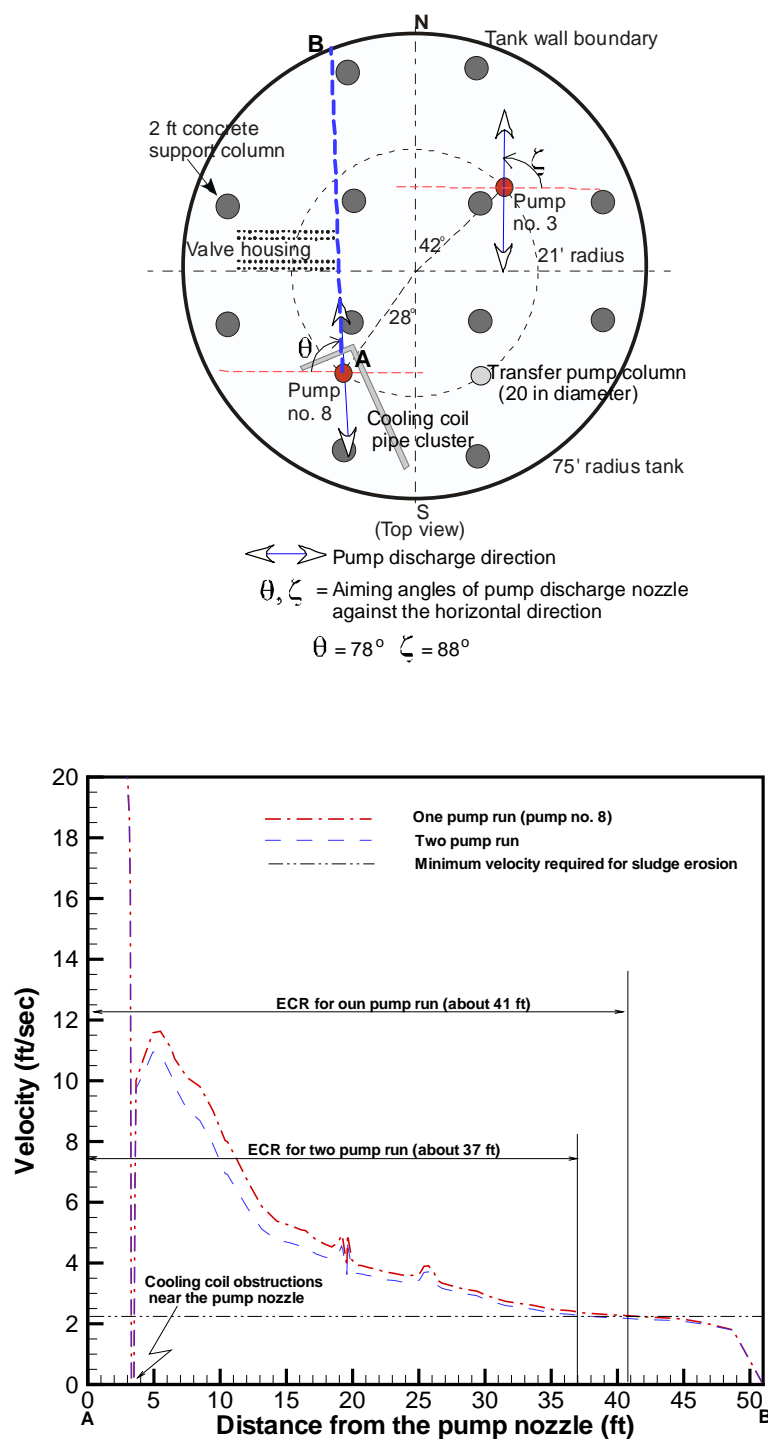 N
B
Tank wall boundary
2 ft concrete
support column
ζ
Pump
no. 3
42°
Valve housing
21' radius
28°
θ
A
Transfer pump column
(20 in diameter)
Pump
no. 8
Cooling coil
pipe cluster
75' radius tank
S
(Top view)
Pump discharge direction
θ, ζ = Aiming angles of pump discharge nozzle
against the horizontal direction
θ = 78° ζ = 88°
20
18
16
14
12
10
8
6
4
2
0
Velocity (ft/sec)
One pump run (pump no. 8)
Two pump run
Minimum velocity required for sludge erosion
ECR for oun pump run (about 41 ft)
ECR for two pump run (about 37 ft)
Cooling coil obstructions
near the pump nozzle
0 5 10 15 20 25 30 35 40 45 50
A B
Distance from the pump nozzle (ft)